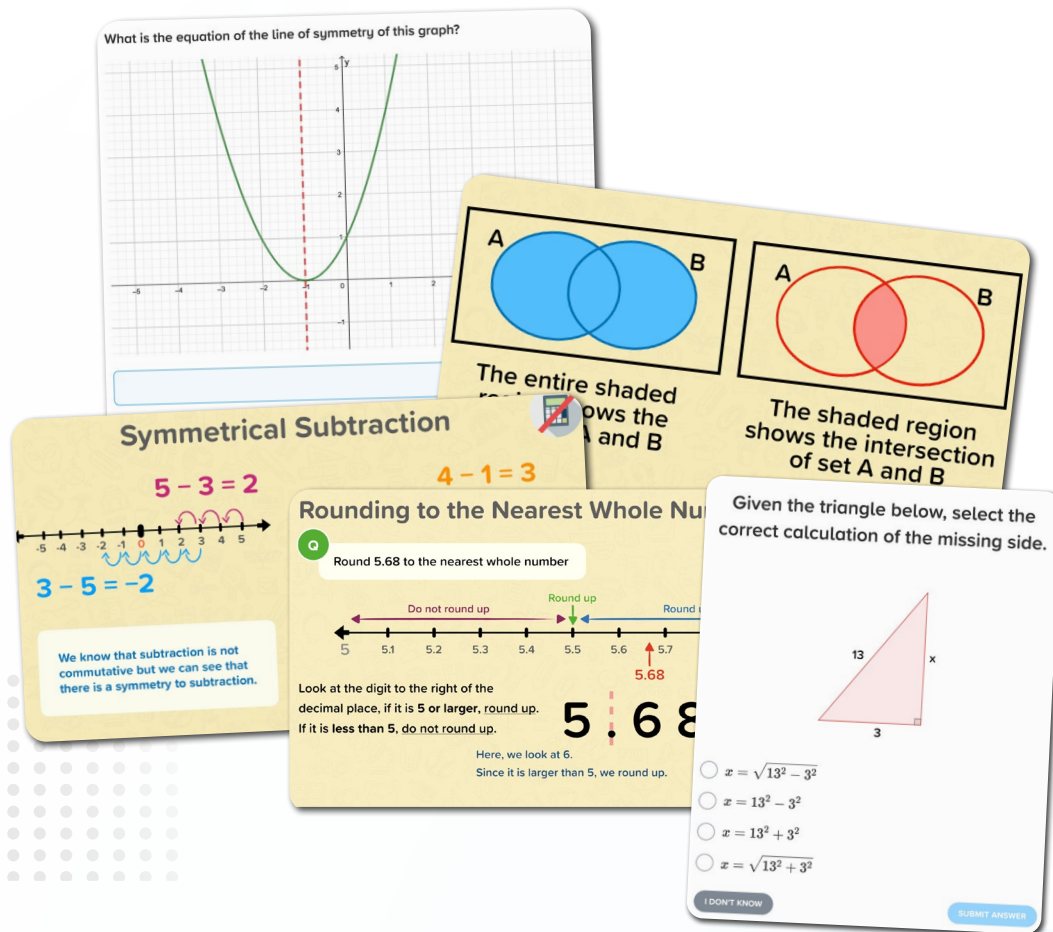 What is the equation of the line of symmetry of this graph?
y
5
4
3
2
1
-5 -4 -3 -2 -1 0 1 2
-1
A
B
The entire shaded
ows the
and B
A
B
The shaded region
shows the intersection
of set A and B
Symmetrical Subtraction
5 − 3 = 2
4 − 1 = 3
-5 -4 -3 -2 -1 0 1 2 3 4 5
3 − 5 = −2
We know that subtraction is not
commutative but we can see that
there is a symmetry to subtraction.
Rounding to the Nearest Whole Nu
Q
Round 5.68 to the nearest whole number
Round up
Do not round up
Round
5 5.1 5.2 5.3 5.4 5.5 5.6 5.7
5.68
Look at the digit to the right of the
decimal place, if it is 5 or larger, round up.
If it is less than 5, do not round up.
5.68
Here, we look at 6.
Since it is larger than 5, we round up.
Given the triangle below, select the
correct calculation of the missing side.
13
x
3
x = √(13² − 3²)
x = 13² − 3²
x = 13² + 3²
x = √(13² + 3²)
I DON'T KNOW
SUBMIT ANSWER